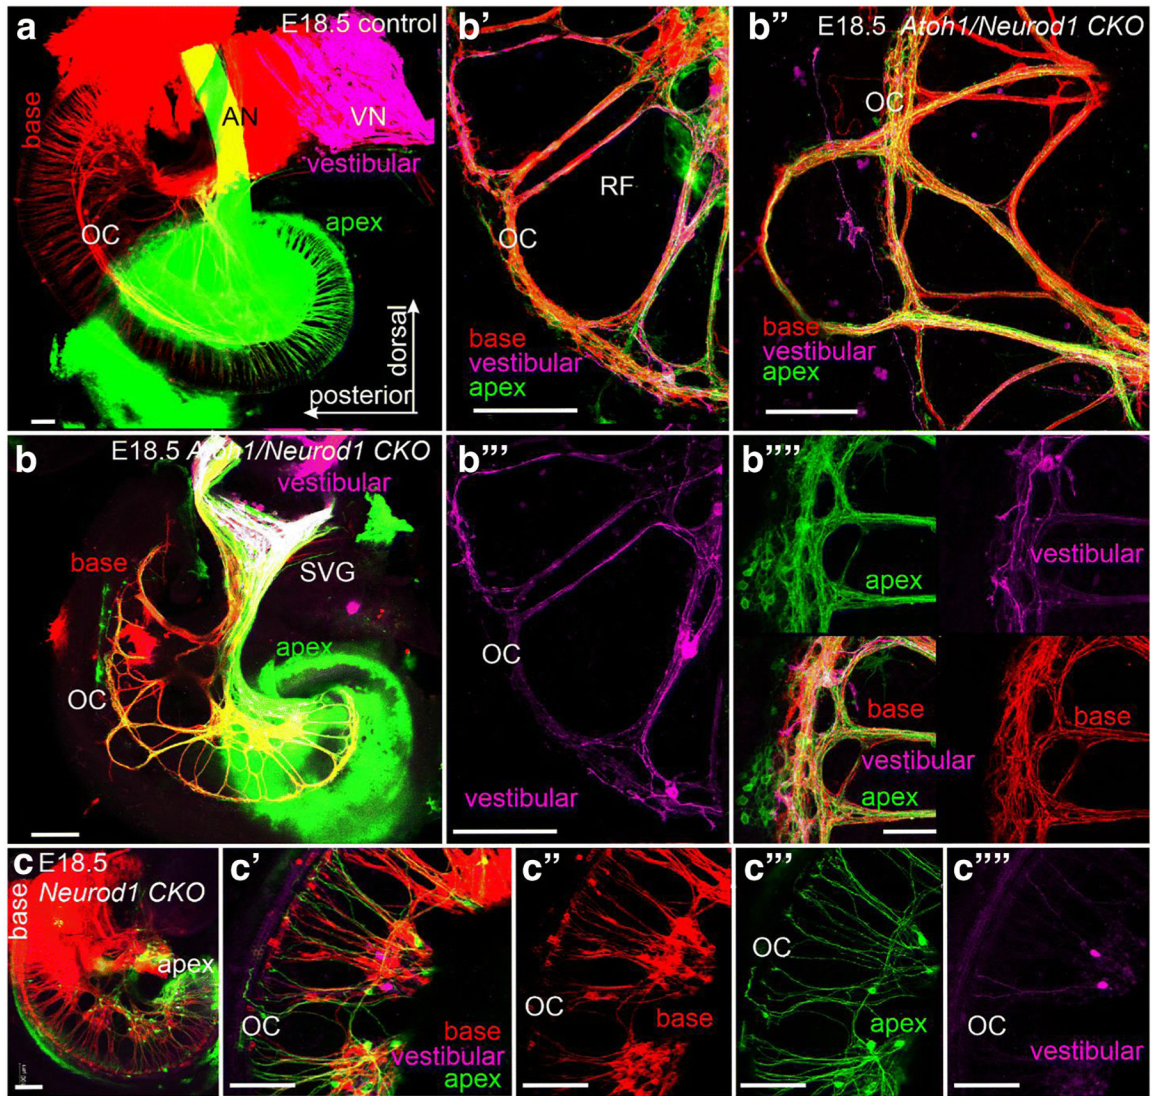 a
E18.5 control
base
AN
VN
vestibular
OC
apex
dorsal
posterior
b’
RF
OC
base
vestibular
apex
b’’
E18.5 Atoh1/Neurod1 CKO
OC
base
vestibular
apex
b
E18.5 Atoh1/Neurod1 CKO
vestibular
base
SVG
apex
OC
b’’’
OC
vestibular
b’’’’
apex
vestibular
base
vestibular
apex
base
c
E18.5
Neurod1 CKO
base
apex
c’
OC
base
vestibular
apex
c’’
OC
base
c’’’
OC
apex
c’’’’
OC
vestibular